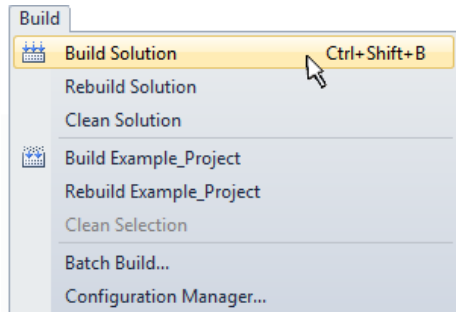 Build
Build Solution Ctrl+Shift+B
Rebuild Solution
Clean Solution
Build Example_Project
Rebuild Example_Project
Clean Selection
Batch Build...
Configuration Manager...